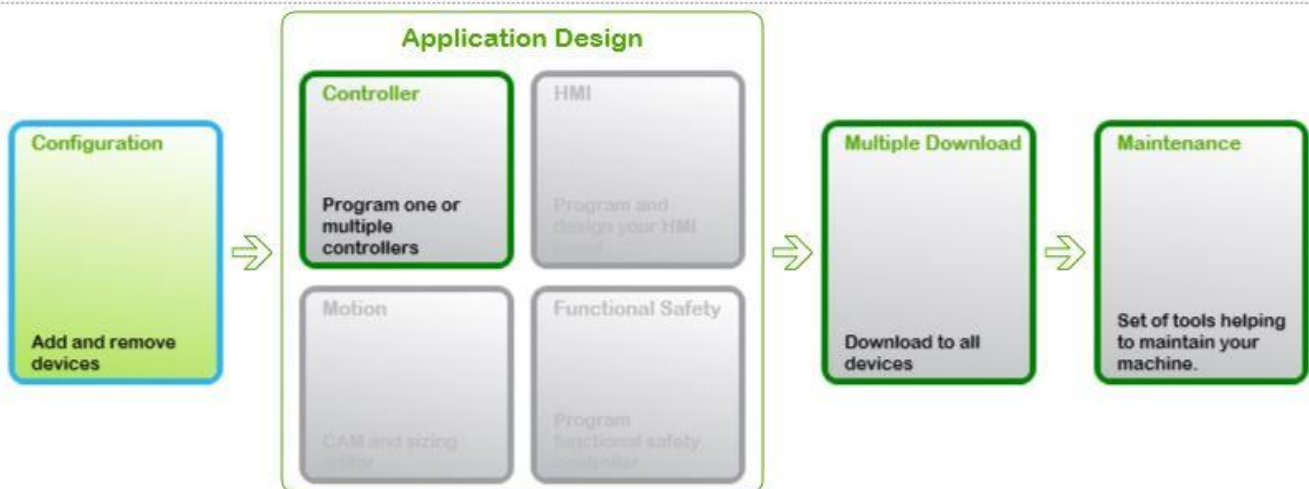 Application Design
Configuration
Add and remove
devices
Controller
Program one or
multiple
controllers
HMI
Program and
design your HMI
Motion
CAM and sizing
Functional Safety
Program
functional safety
controller
Multiple Download
Download to all
devices
Maintenance
Set of tools helping
to maintain your
machine.